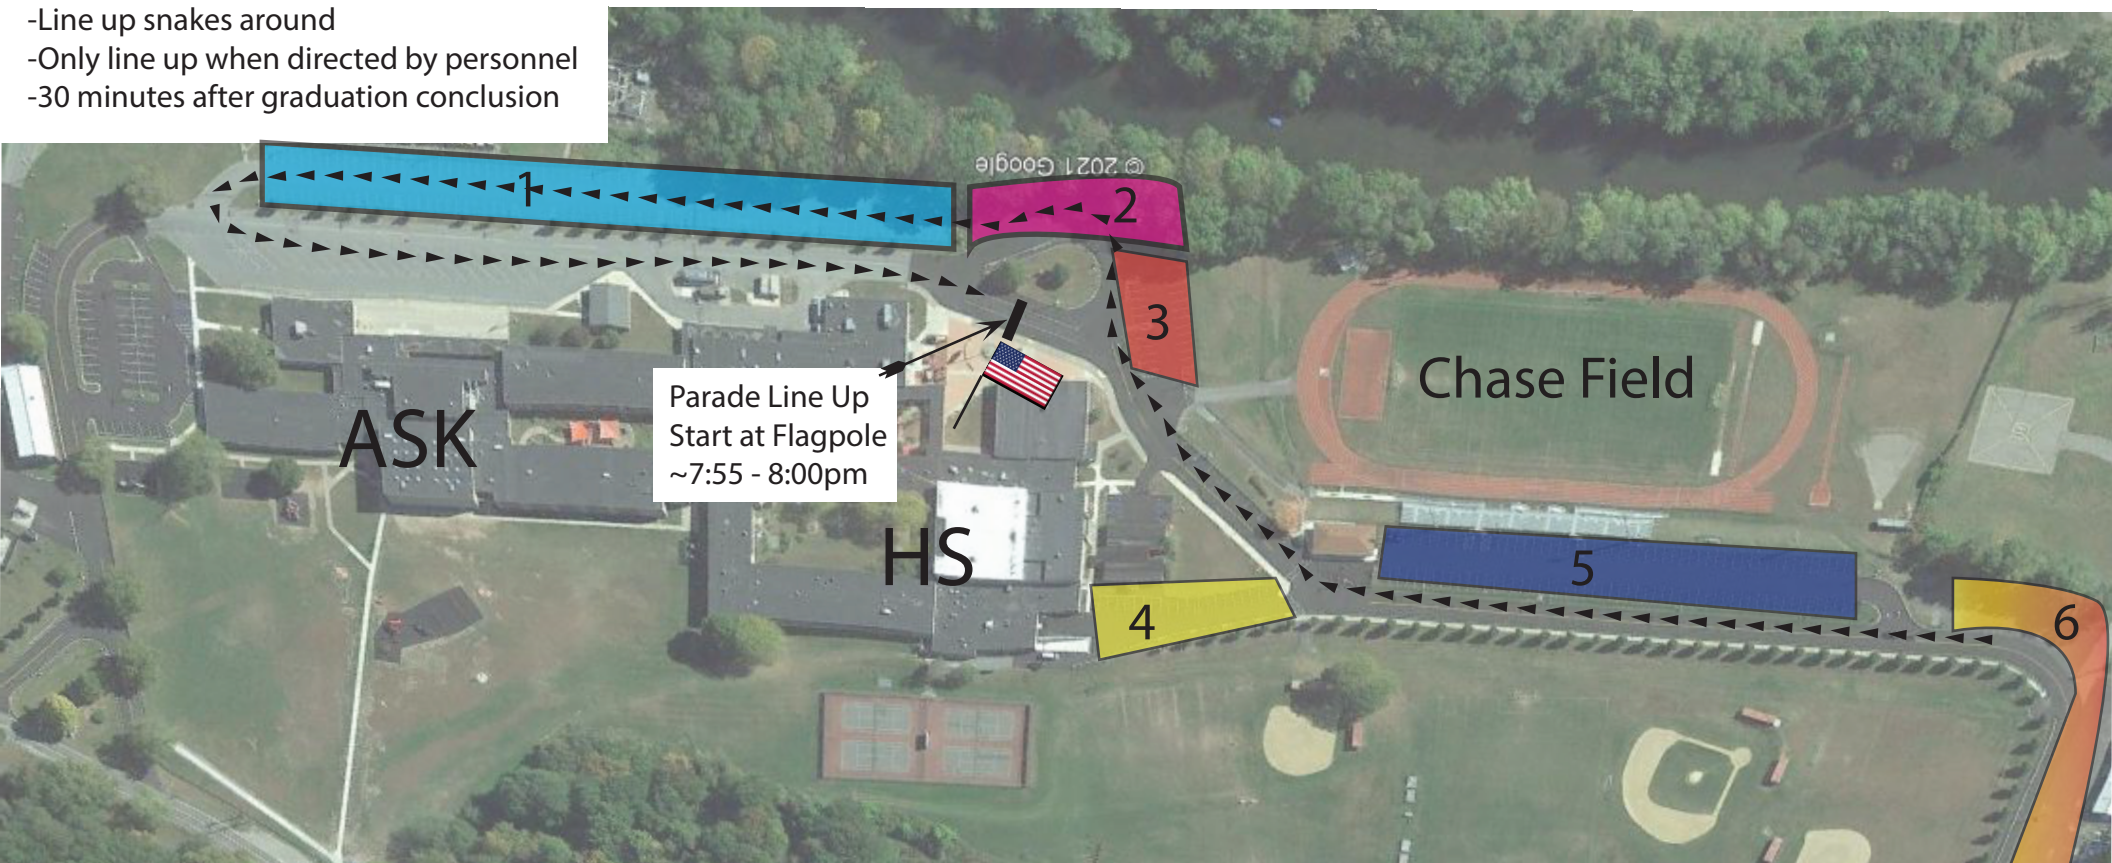 -Line up snakes around
-Only line up when directed by personnel
-30 minutes after graduation conclusion
© 2021 Google
1
2
3
Chase Field
Parade Line Up
Start at Flagpole
~7:55 - 8:00pm
ASK
HS
5
4
6